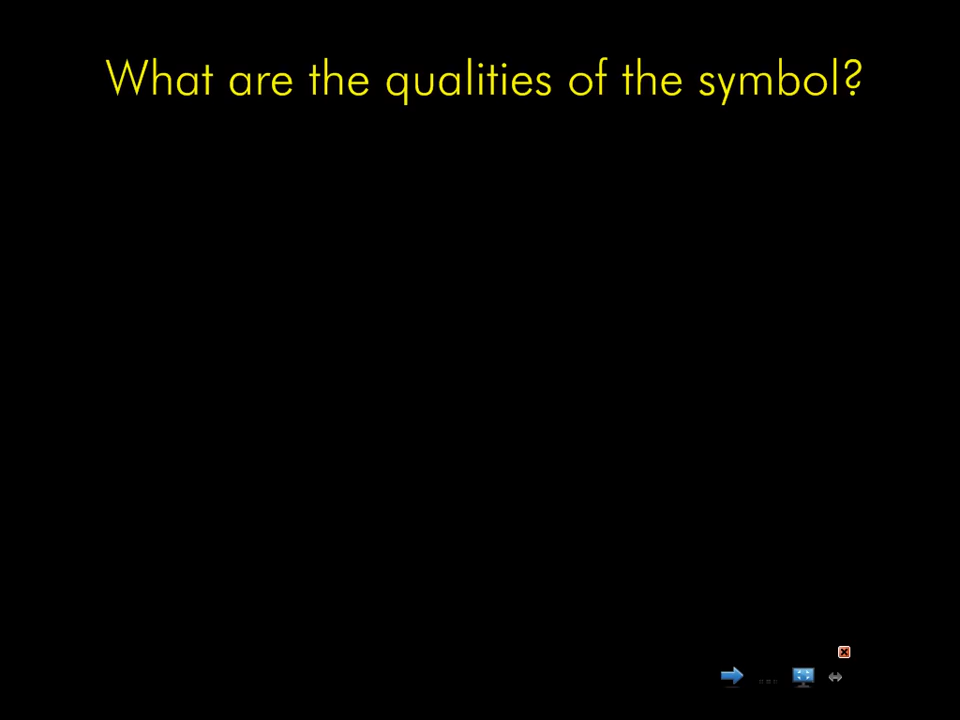 What are the qualities of the symbol?